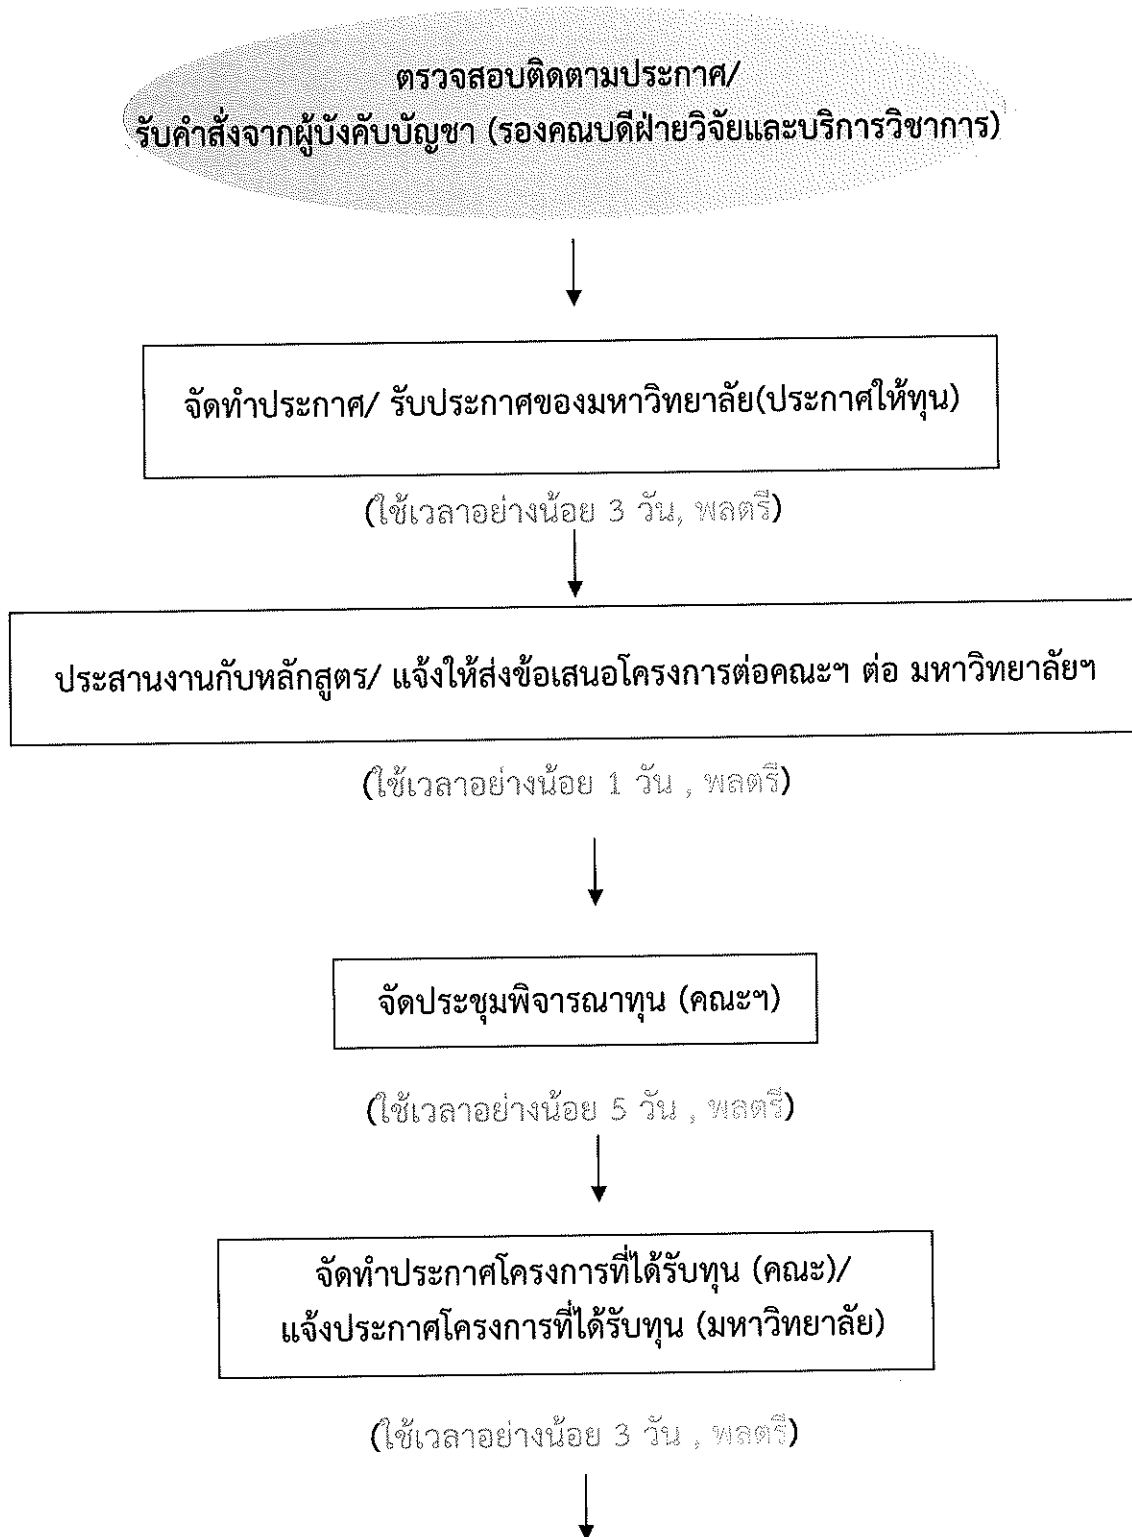 ตรวจสอบติดตามประกาศ/
รับคำสั่งจากผู้บังคับบัญชา (รองคณบดีฝ่ายวิจัยและบริการวิชาการ)
จัดทำประกาศ/ รับประกาศของมหาวิทยาลัย(ประกาศให้ทุน)
(ใช้เวลาอย่างน้อย 3 วัน, พลตรี)
ประสานงานกับหลักสูตร/ แจ้งให้ส่งข้อเสนอโครงการต่อคณะฯ ต่อ มหาวิทยาลัยฯ
(ใช้เวลาอย่างน้อย 1 วัน , พลตรี)
จัดประชุมพิจารณาทุน (คณะฯ)
(ใช้เวลาอย่างน้อย 5 วัน , พลตรี)
จัดทำประกาศโครงการที่ได้รับทุน (คณะ)/
แจ้งประกาศโครงการที่ได้รับทุน (มหาวิทยาลัย)
(ใช้เวลาอย่างน้อย 3 วัน , พลตรี)